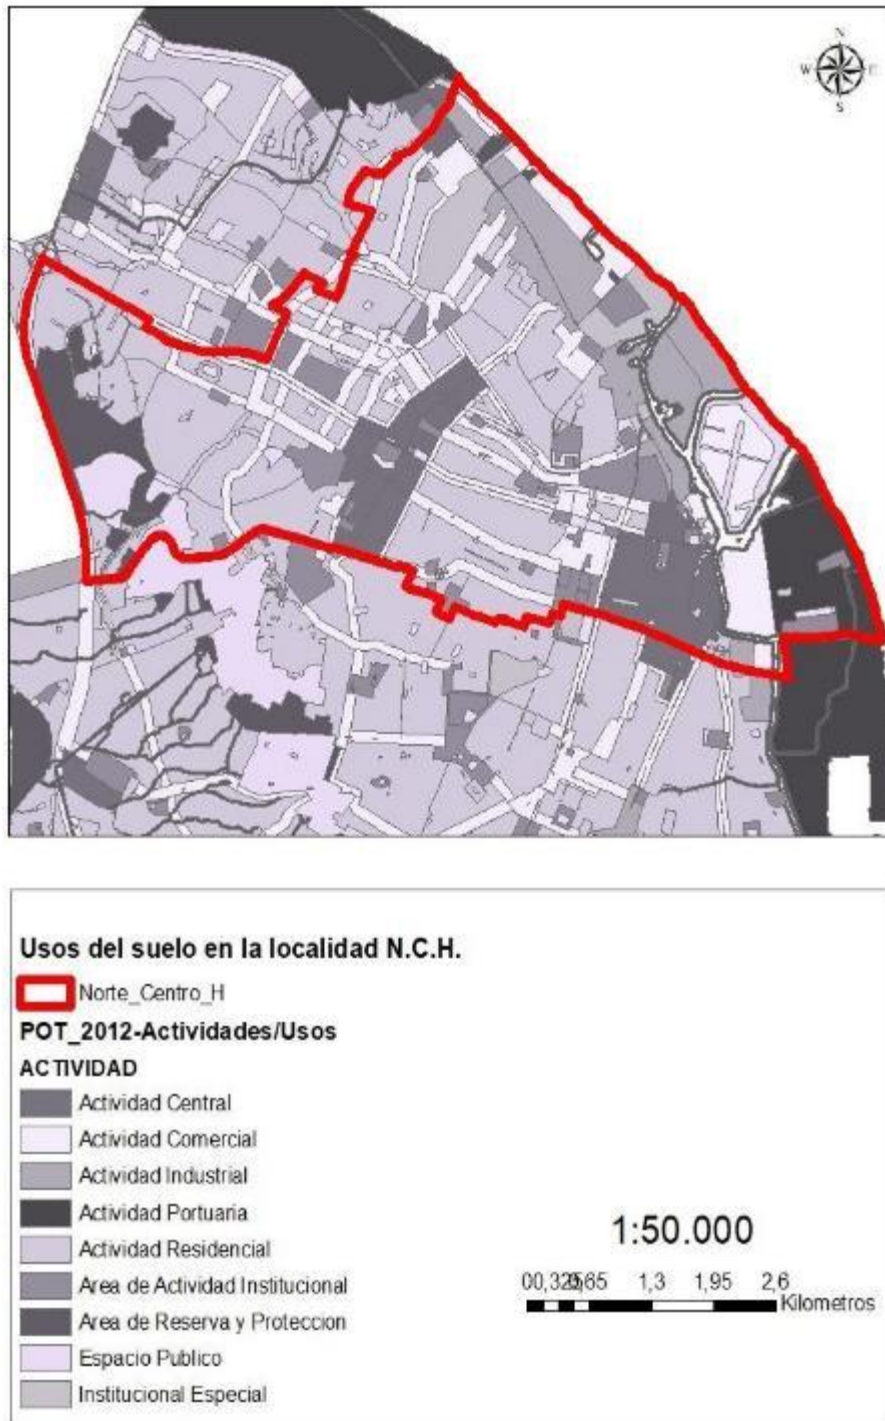 N
W E
S
Usos del suelo en la localidad N.C.H.
Norte_Centro_H
POT_2012-Actividades/Usos
ACTIVIDAD
Actividad Central
Actividad Comercial
Actividad Industrial
Actividad Portuaria
Actividad Residencial
Area de Actividad Institucional
Area de Reserva y Proteccion
Espacio Publico
Institucional Especial
1:50.000
0 1,3 1,95 2,6
Kilometros